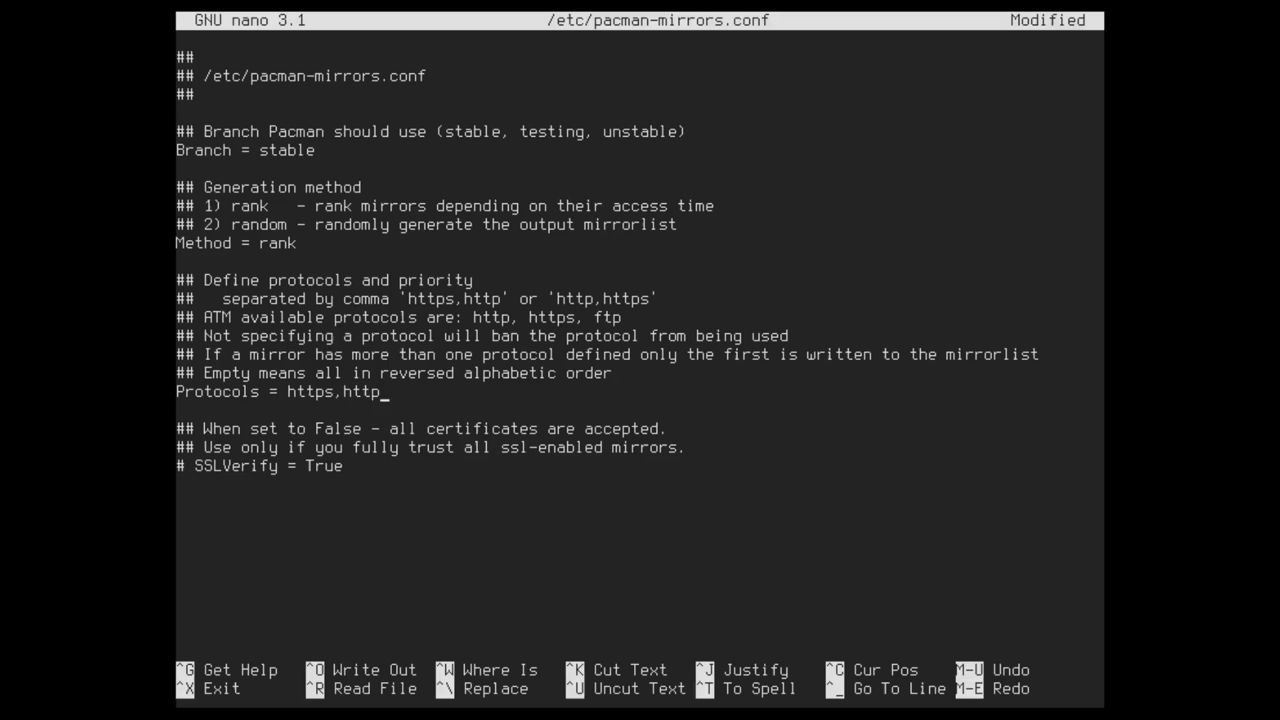 GNU nano 3.1 /etc/pacman-mirrors.conf Modified
##
## /etc/pacman-mirrors.conf
##
## Branch Pacman should use (stable, testing, unstable)
Branch = stable
## Generation method
## 1) rank   - rank mirrors depending on their access time
## 2) random - randomly generate the output mirrorlist
Method = rank
## Define protocols and priority
##   separated by comma 'https,http' or 'http,https'
## ATM available protocols are: http, https, ftp
## Not specifying a protocol will ban the protocol from being used
## If a mirror has more than one protocol defined only the first is written to the mirrorlist
## Empty means all in reversed alphabetic order
Protocols = https,http_
## When set to False - all certificates are accepted.
## Use only if you fully trust all ssl-enabled mirrors.
# SSLVerify = True
^G Get Help ^O Write Out ^W Where Is ^K Cut Text ^J Justify ^C Cur Pos M-U Undo
^X Exit ^R Read File ^\ Replace ^U Uncut Text ^T To Spell ^_ Go To Line M-E Redo